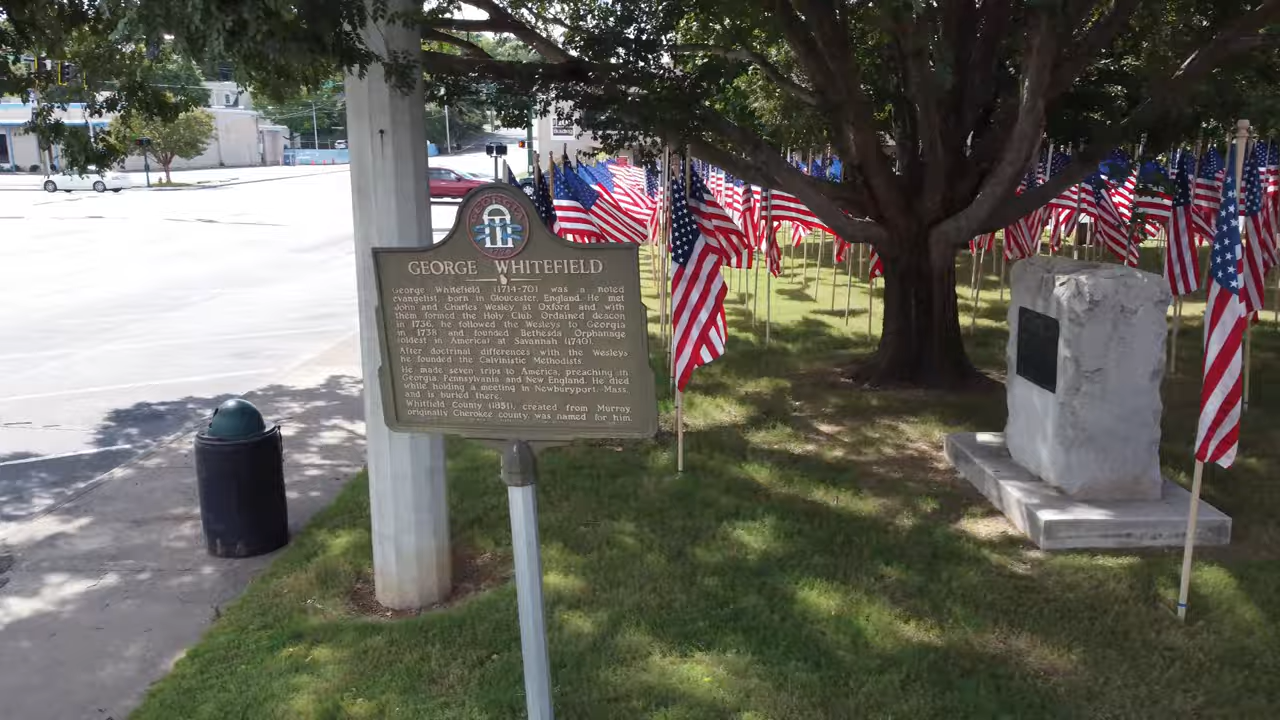 GEORGIA
1776
GEORGE WHITEFIELD
George Whitefield (1714-70) was a noted
evangelist, born in Gloucester, England. He met
John and Charles Wesley at Oxford and with
them formed the Holy Club. Ordained deacon
in 1736, he followed the Wesleys to Georgia
in 1738 and founded Bethesda Orphanage
(oldest in America) at Savannah (1740).
After doctrinal differences with the Wesleys
he founded the Calvinistic Methodists.
He made seven trips to America, preaching in
Georgia, Pennsylvania and New England. He died
while holding a meeting in Newburyport, Mass.
and is buried there.
Whitfield County (1851), created from Murray,
originally Cherokee county, was named for him.